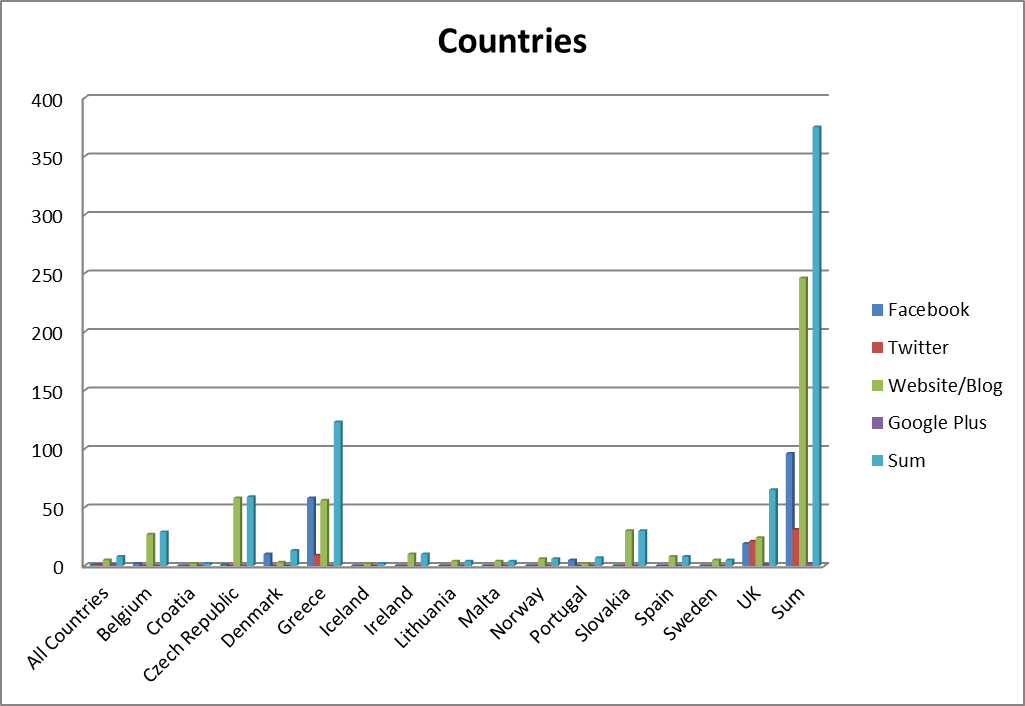 Countries
400
350
300
250
200
150
100
50
0
All Countries
Belgium
Croatia
Czech Republic
Denmark
Greece
Iceland
Ireland
Lithuania
Malta
Norway
Portugal
Slovakia
Spain
Sweden
UK
Sum
Facebook
Twitter
Website/Blog
Google Plus
Sum